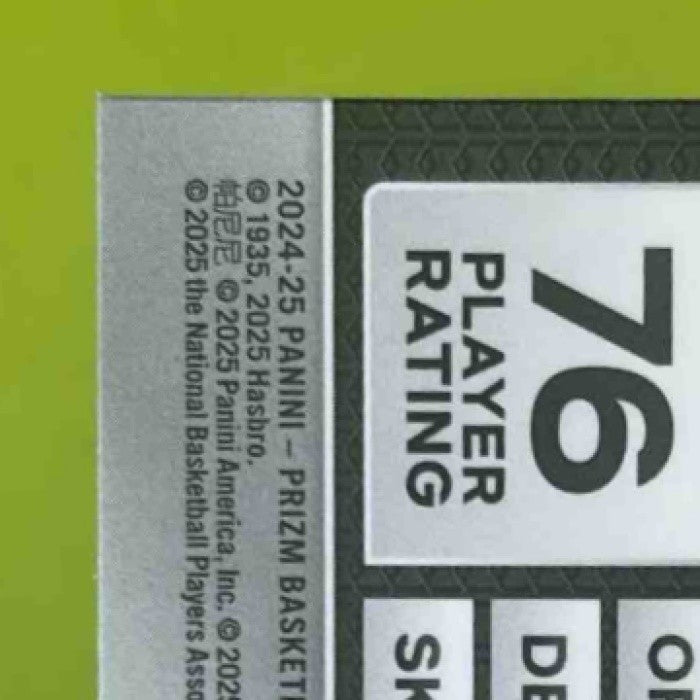 2024-25 PANINI – PRIZM BASKET
© 1935, 2025 Hasbro.
帕尼尼 © 2025 Panini America, Inc. © 202
© 2025 the National Basketball Players Asso
76
PLAYER
RATING
SK
DE
OF